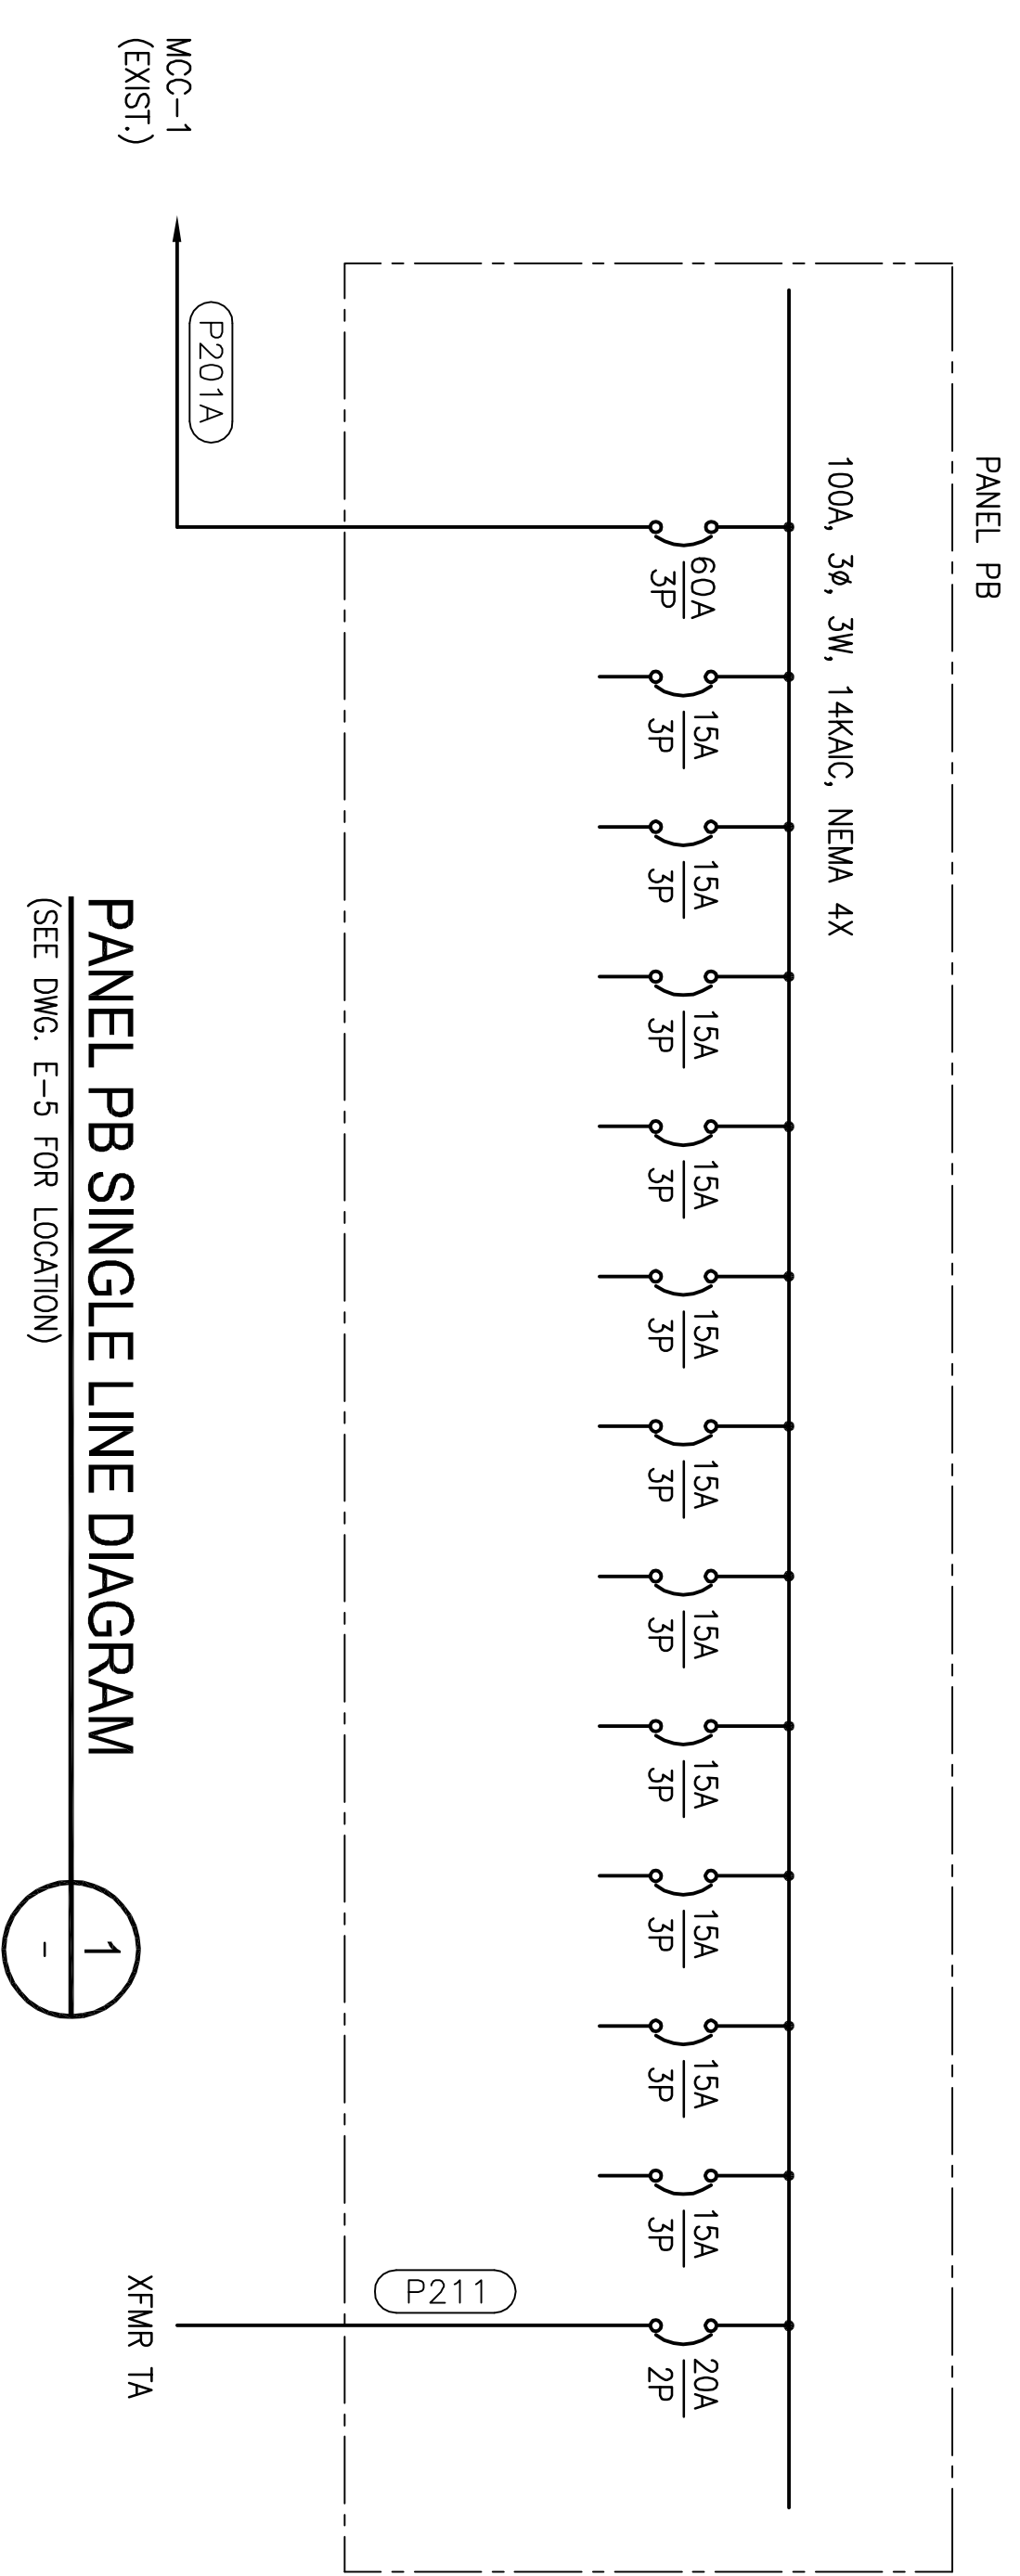 PANEL PB
100A, 3ø, 3W, 14KAIC, NEMA 4X
60A
3P
15A
3P
15A
3P
15A
3P
15A
3P
15A
3P
15A
3P
15A
3P
15A
3P
15A
3P
15A
3P
15A
3P
20A
2P
P201A
P211
MCC-1
(EXIST.)
XFMR TA
PANEL PB SINGLE LINE DIAGRAM
(SEE DWG. E-5 FOR LOCATION)
1
-